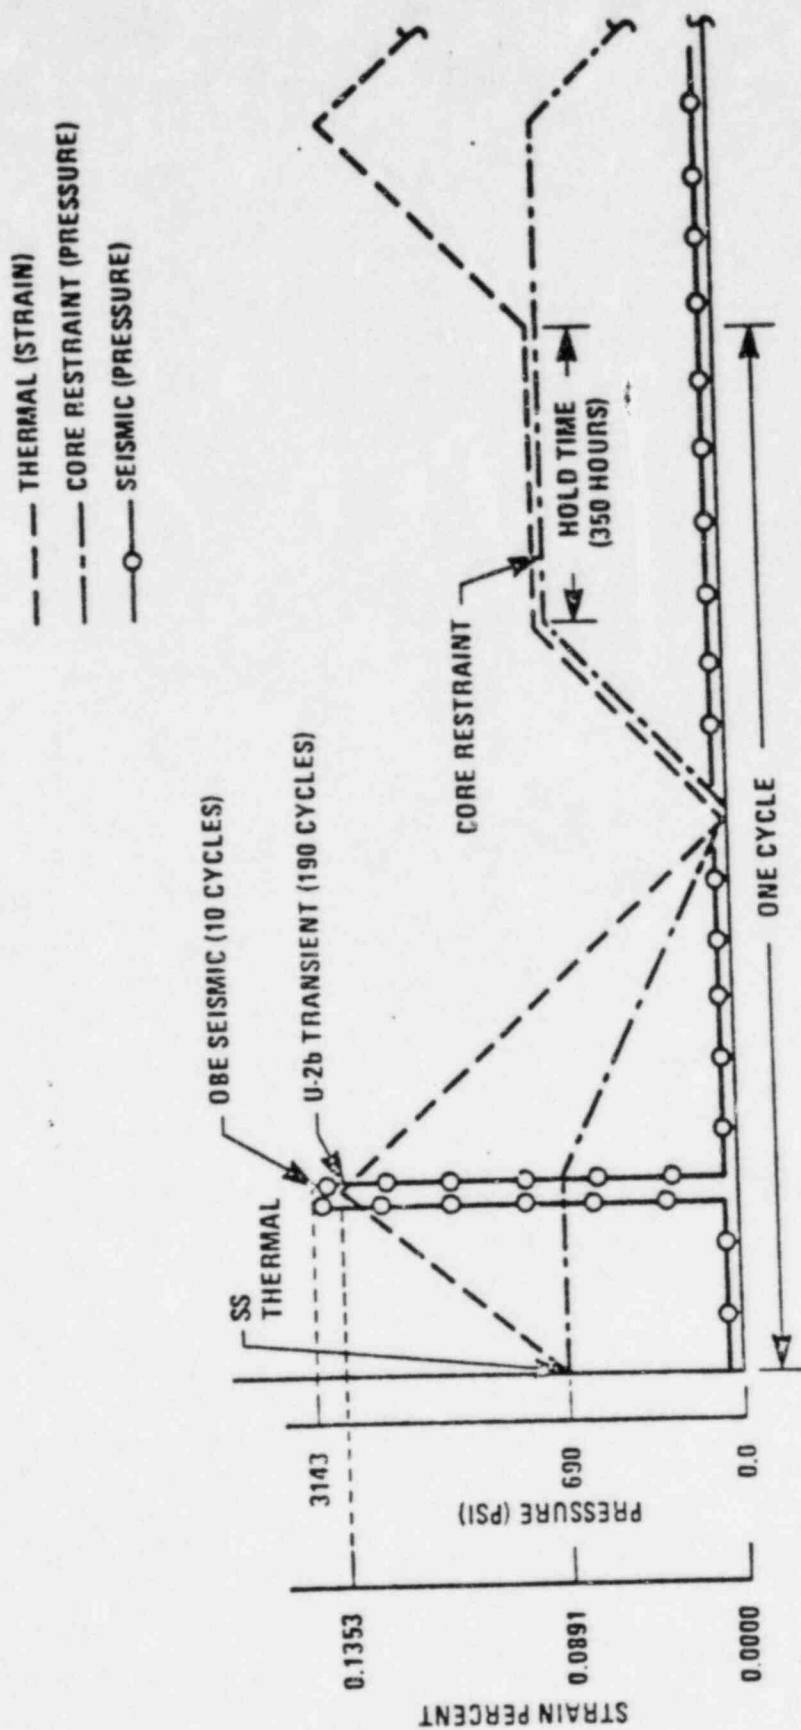 THERMAL (STRAIN)
CORE RESTRAINT (PRESSURE)
SEISMIC (PRESSURE)
OBE SEISMIC (10 CYCLES)
U-2b TRANSIENT (190 CYCLES)
SS
THERMAL
CORE RESTRAINT
HOLD TIME
(350 HOURS)
ONE CYCLE
3143
690
0.0
PRESSURE (PSI)
0.1353
0.0891
0.0000
STRAIN PERCENT